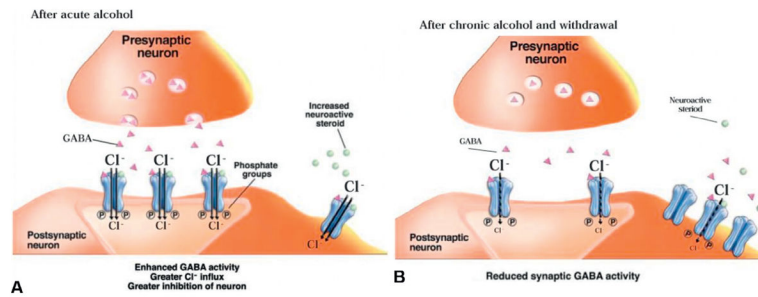 After acute alcohol
Presynaptic
neuron
Increased
neuroactive
steroid
GABA
Cl-
Cl-
Cl-
Phosphate
groups
Cl-
P P P P P P
Cl-
Cl-
Cl-
Cl
Postsynaptic
neuron
A
Enhanced GABA activity
Greater Cl- influx
Greater inhibition of neuron
After chronic alcohol and withdrawal
Presynaptic
neuron
Neuroactive
steriod
GABA
Cl-
Cl-
Cl-
P P P P
Cl
Cl
P P
Cl-
Postsynaptic
neuron
B
Reduced synaptic GABA activity